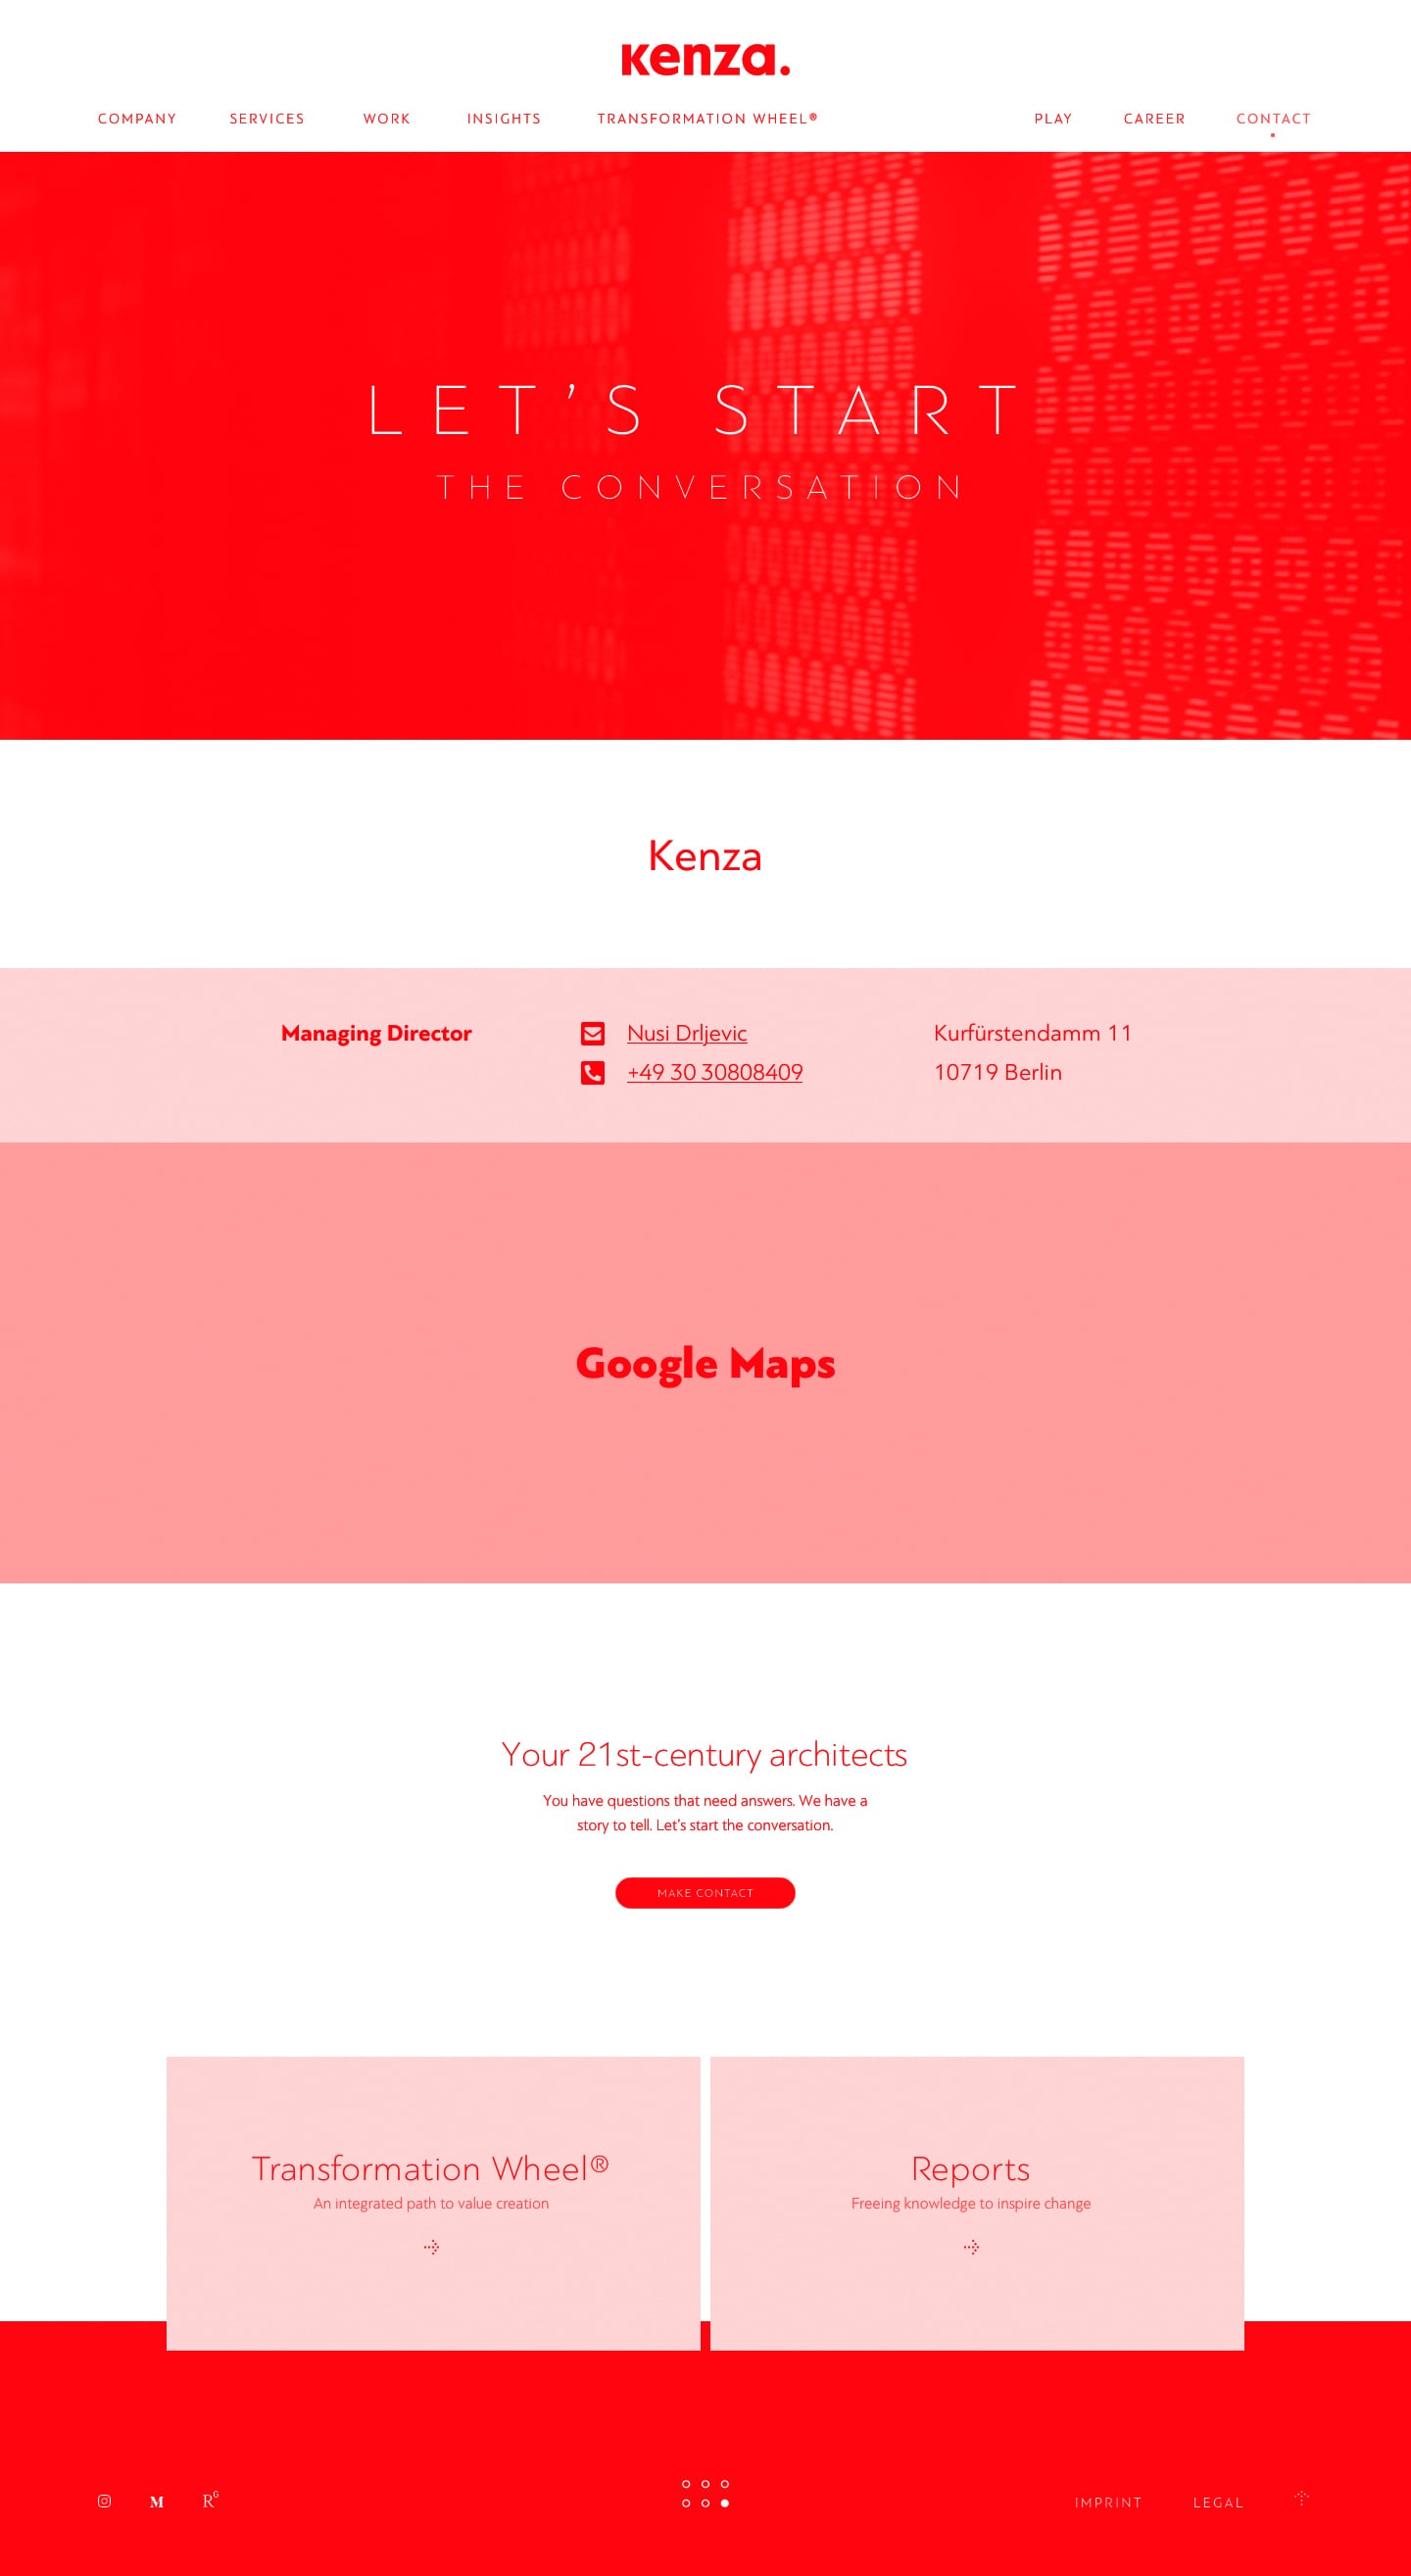 kenza.
COMPANY SERVICES WORK INSIGHTS TRANSFORMATION WHEEL® PLAY CAREER CONTACT
LET’S START
THE CONVERSATION
Kenza
Managing Director
Nusi Drljevic
+49 30 30808409
Kurfürstendamm 11
10719 Berlin
Google Maps
Your 21st-century architects
You have questions that need answers. We have a
story to tell. Let’s start the conversation.
MAKE CONTACT
Transformation Wheel®
An integrated path to value creation
Reports
Freeing knowledge to inspire change
M RG
IMPRINT LEGAL